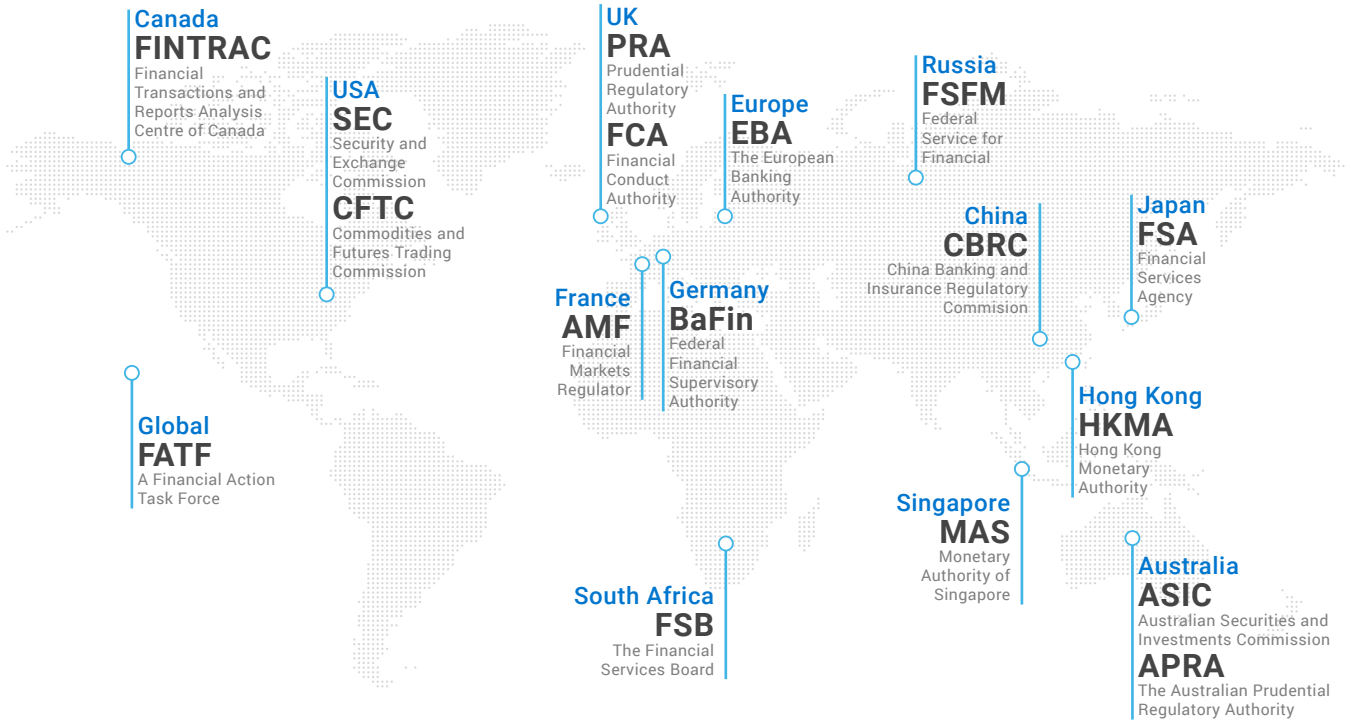 Canada
FINTRAC
Financial
Transactions and
Reports Analysis
Centre of Canada
USA
SEC
Security and
Exchange
Commission
CFTC
Commodities and
Futures Trading
Commission
UK
PRA
Prudential
Regulatory
Authority
FCA
Financial
Conduct
Authority
Europe
EBA
The European
Banking
Authority
Russia
FSFM
Federal
Service for
Financial
China
CBRC
China Banking and
Insurance Regulatory
Commision
Japan
FSA
Financial
Services
Agency
France
AMF
Financial
Markets
Regulator
Germany
BaFin
Federal
Financial
Supervisory
Authority
Global
FATF
A Financial Action
Task Force
Hong Kong
HKMA
Hong Kong
Monetary
Authority
Singapore
MAS
Monetary
Authority of
Singapore
South Africa
FSB
The Financial
Services Board
Australia
ASIC
Australian Securities and
Investments Commission
APRA
The Australian Prudential
Regulatory Authority